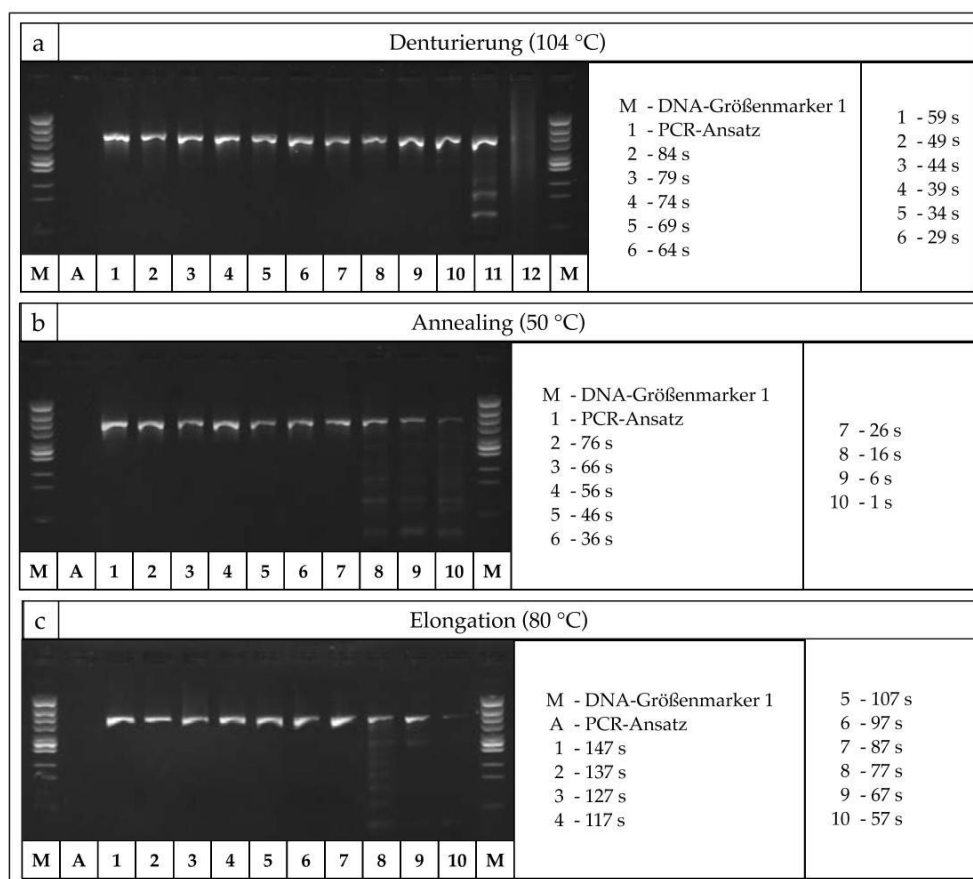 a
Denturierung (104 °C)
M A 1 2 3 4 5 6 7 8 9 10 11 12 M
M - DNA-Größenmarker 1
1 - PCR-Ansatz
2 - 84 s
3 - 79 s
4 - 74 s
5 - 69 s
6 - 64 s
1 - 59 s
2 - 49 s
3 - 44 s
4 - 39 s
5 - 34 s
6 - 29 s
b
Annealing (50 °C)
M A 1 2 3 4 5 6 7 8 9 10 M
M - DNA-Größenmarker 1
1 - PCR-Ansatz
2 - 76 s
3 - 66 s
4 - 56 s
5 - 46 s
6 - 36 s
7 - 26 s
8 - 16 s
9 - 6 s
10 - 1 s
c
Elongation (80 °C)
M A 1 2 3 4 5 6 7 8 9 10 M
M - DNA-Größenmarker 1
A - PCR-Ansatz
1 - 147 s
2 - 137 s
3 - 127 s
4 - 117 s
5 - 107 s
6 - 97 s
7 - 87 s
8 - 77 s
9 - 67 s
10 - 57 s